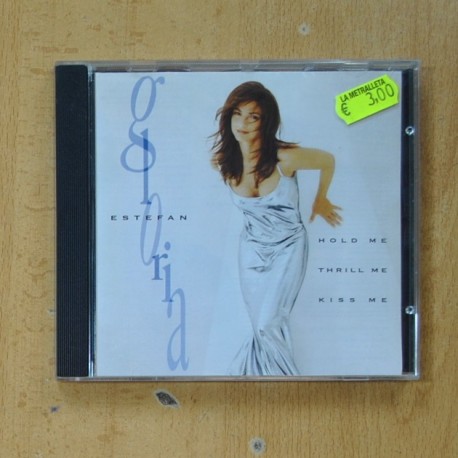 gloria
ESTEFAN
HOLD ME
THRILL ME
KISS ME
LA METRALLETA
€ 3,00